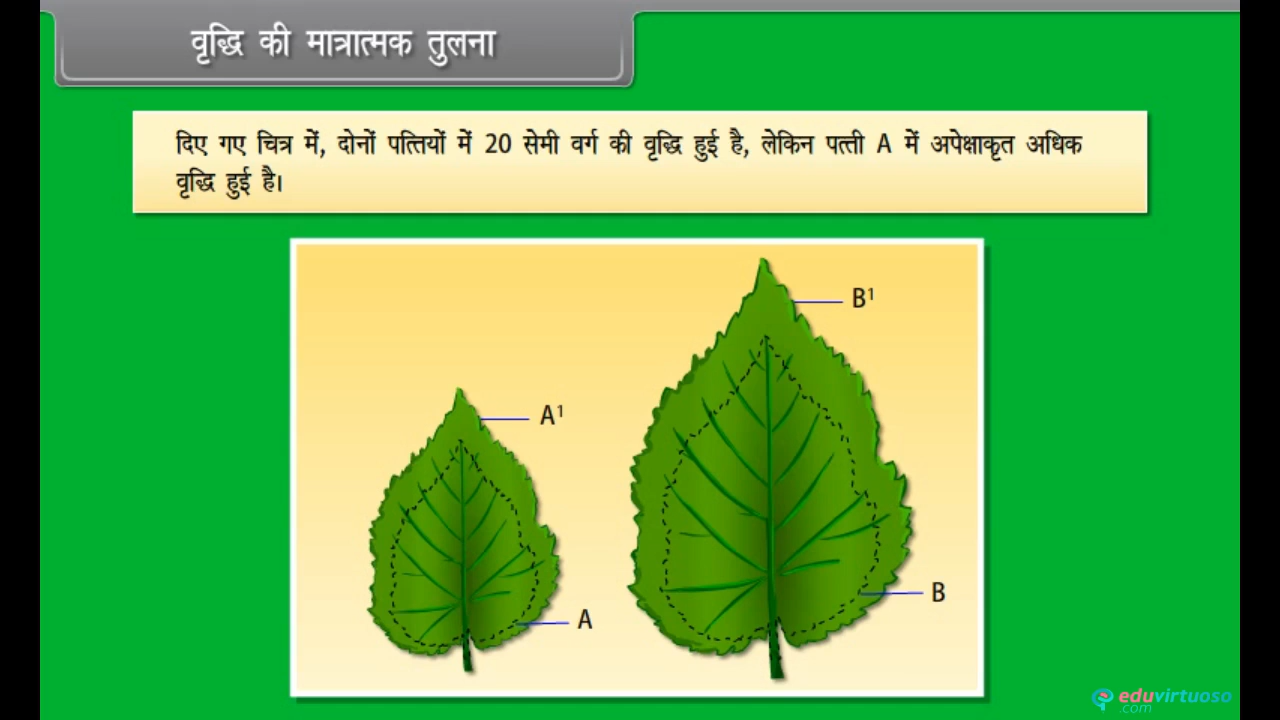 वृद्धि की मात्रात्मक तुलना
दिए गए चित्र में, दोनों पत्तियों में 20 सेमी वर्ग की वृद्धि हुई है, लेकिन पत्ती A में अपेक्षाकृत अधिक
वृद्धि हुई है।
B¹
A¹
B
A
eduvirtuoso
.com